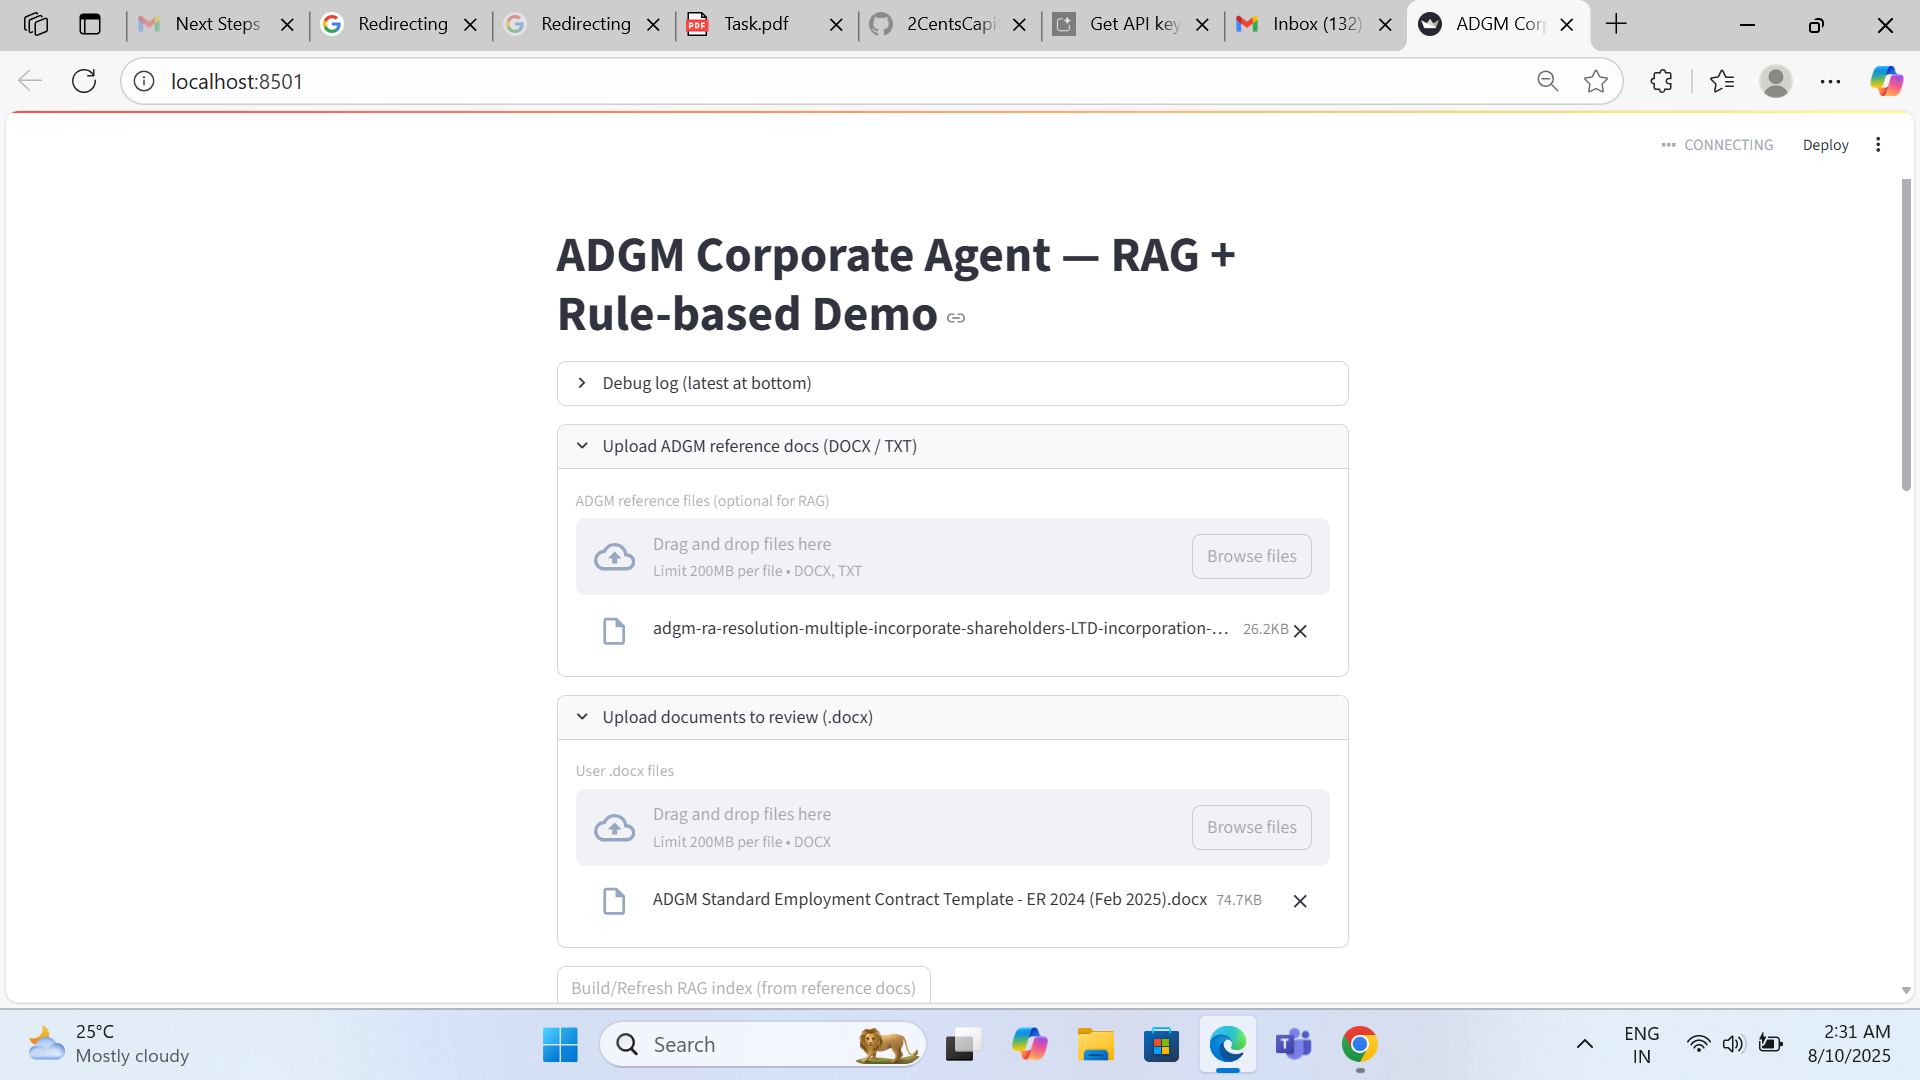 Next Steps
Redirecting
Redirecting
PDF
Task.pdf
2CentsCapi
Get API key
Inbox (132)
ADGM Cor
localhost:8501
CONNECTING
Deploy
ADGM Corporate Agent — RAG +
Rule-based Demo
Debug log (latest at bottom)
Upload ADGM reference docs (DOCX / TXT)
ADGM reference files (optional for RAG)
Drag and drop files here
Limit 200MB per file • DOCX, TXT
Browse files
adgm-ra-resolution-multiple-incorporate-shareholders-LTD-incorporation-... 26.2KB
Upload documents to review (.docx)
User .docx files
Drag and drop files here
Limit 200MB per file • DOCX
Browse files
ADGM Standard Employment Contract Template - ER 2024 (Feb 2025).docx 74.7KB
Build/Refresh RAG index (from reference docs)
25°C
Mostly cloudy
Search
ENG
IN
2:31 AM
8/10/2025